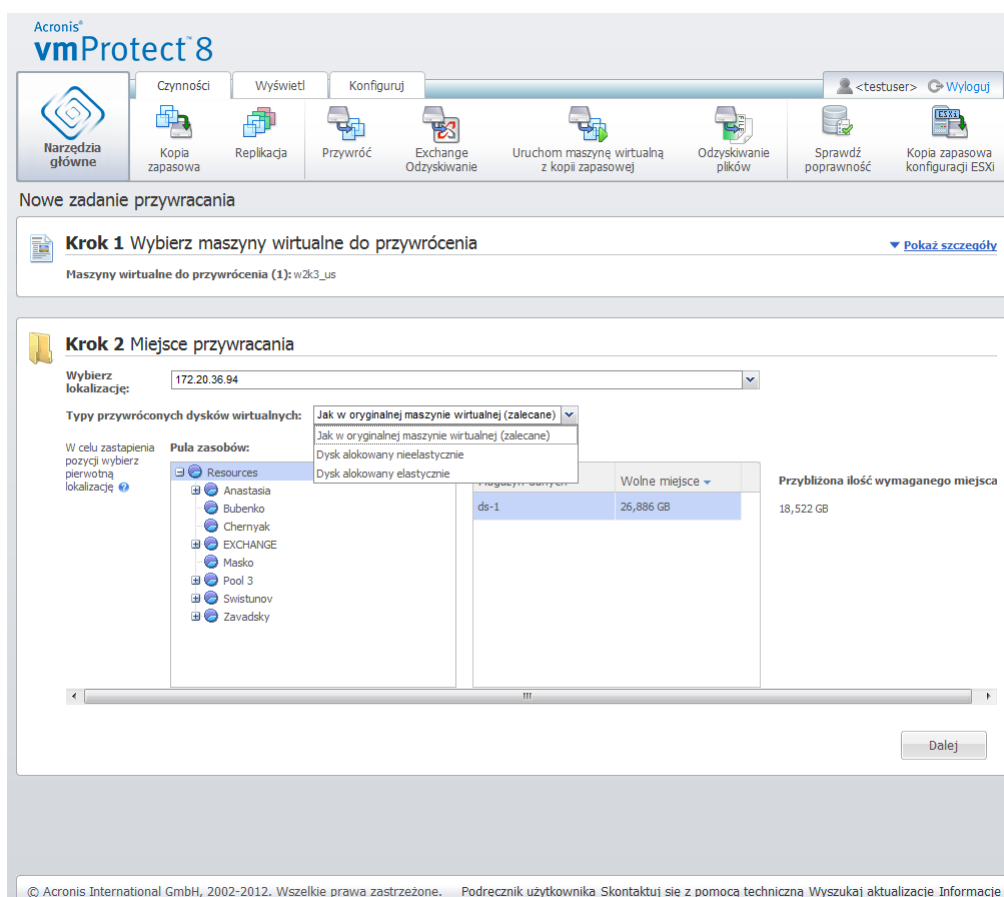 Acronis®
vmProtect™ 8
Czynności Wyświetl Konfiguruj <testuser> Wyloguj
Narzędzia główne
Kopia zapasowa
Replikacja
Przywróć
Exchange Odzyskiwanie
Uruchom maszynę wirtualną z kopii zapasowej
Odzyskiwanie plików
Sprawdź poprawność
ESXi
Kopia zapasowa konfiguracji ESXi
Nowe zadanie przywracania
Krok 1 Wybierz maszyny wirtualne do przywrócenia
Pokaż szczegóły
Maszyny wirtualne do przywrócenia (1): w2k3_us
Krok 2 Miejsce przywracania
Wybierz lokalizację: 172.20.36.94
Typy przywróconych dysków wirtualnych: Jak w oryginalnej maszynie wirtualnej (zalecane)
Jak w oryginalnej maszynie wirtualnej (zalecane)
Dysk alokowany nieelastycznie
Dysk alokowany elastycznie
W celu zastąpienia
pozycji wybierz
pierwotną
lokalizację
Pula zasobów:
Resources
Anastasia
Bubenko
Chernyak
EXCHANGE
Masko
Pool 3
Swistunov
Zavadsky
Wolne miejsce
ds-1 26,886 GB
Przybliżona ilość wymaganego miejsca
18,522 GB
Dalej
© Acronis International GmbH, 2002-2012. Wszelkie prawa zastrzeżone. Podręcznik użytkownika Skontaktuj się z pomocą techniczną Wyszukaj aktualizacje Informacje